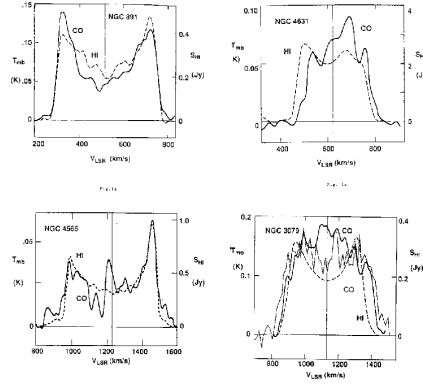 NGC 891
.15
.10
T_mb
(K)
.05
0
CO
HI
0.4
S_HI
0.2
(Jy)
0
200
400
600
800
V_LSR (km/s)
NGC 4631
0.10
T_mb
K)
0.05
0
HI
CO
4
2
0
400
600
800
V_LSR (km/s)
NGC 4565
.05
T_mb
(K)
0
HI
CO
1.0
S_HI
0.5
(Jy)
0
800
1000
1200
1400
1600
V_LSR (km/s)
NGC 3079
0.2
T_mb
(K)
0.1
0
CO
CO
HI
0.4
S_HI
0.2
(Jy)
0
800
1000
1200
1400
V_LSR (km/s)